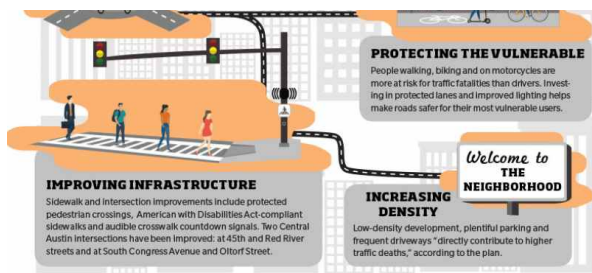 PROTECTING THE VULNERABLE
People walking, biking and on motorcycles are
more at risk for traffic fatalities than drivers. Invest-
ing in protected lanes and improved lighting helps
make roads safer for their most vulnerable users.
Welcome to
THE
NEIGHBORHOOD
IMPROVING INFRASTRUCTURE
Sidewalk and intersection improvements include protected
pedestrian crossings, American with Disabilities Act-compliant
sidewalks and audible crosswalk countdown signals. Two Central
Austin intersections have been improved: at 45th and Red River
streets and at South Congress Avenue and Oltorf Street.
INCREASING
DENSITY
Low-density development, plentiful parking and
frequent driveways "directly contribute to higher
traffic deaths," according to the plan.